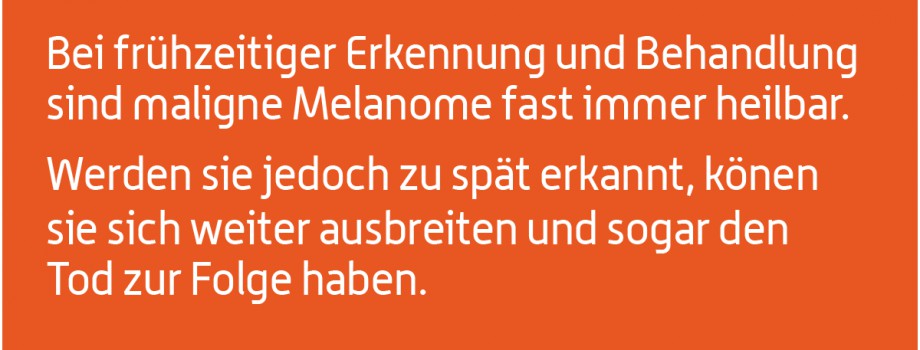 Bei frühzeitiger Erkennung und Behandlung
sind maligne Melanome fast immer heilbar.
Werden sie jedoch zu spät erkannt, könen
sie sich weiter ausbreiten und sogar den
Tod zur Folge haben.